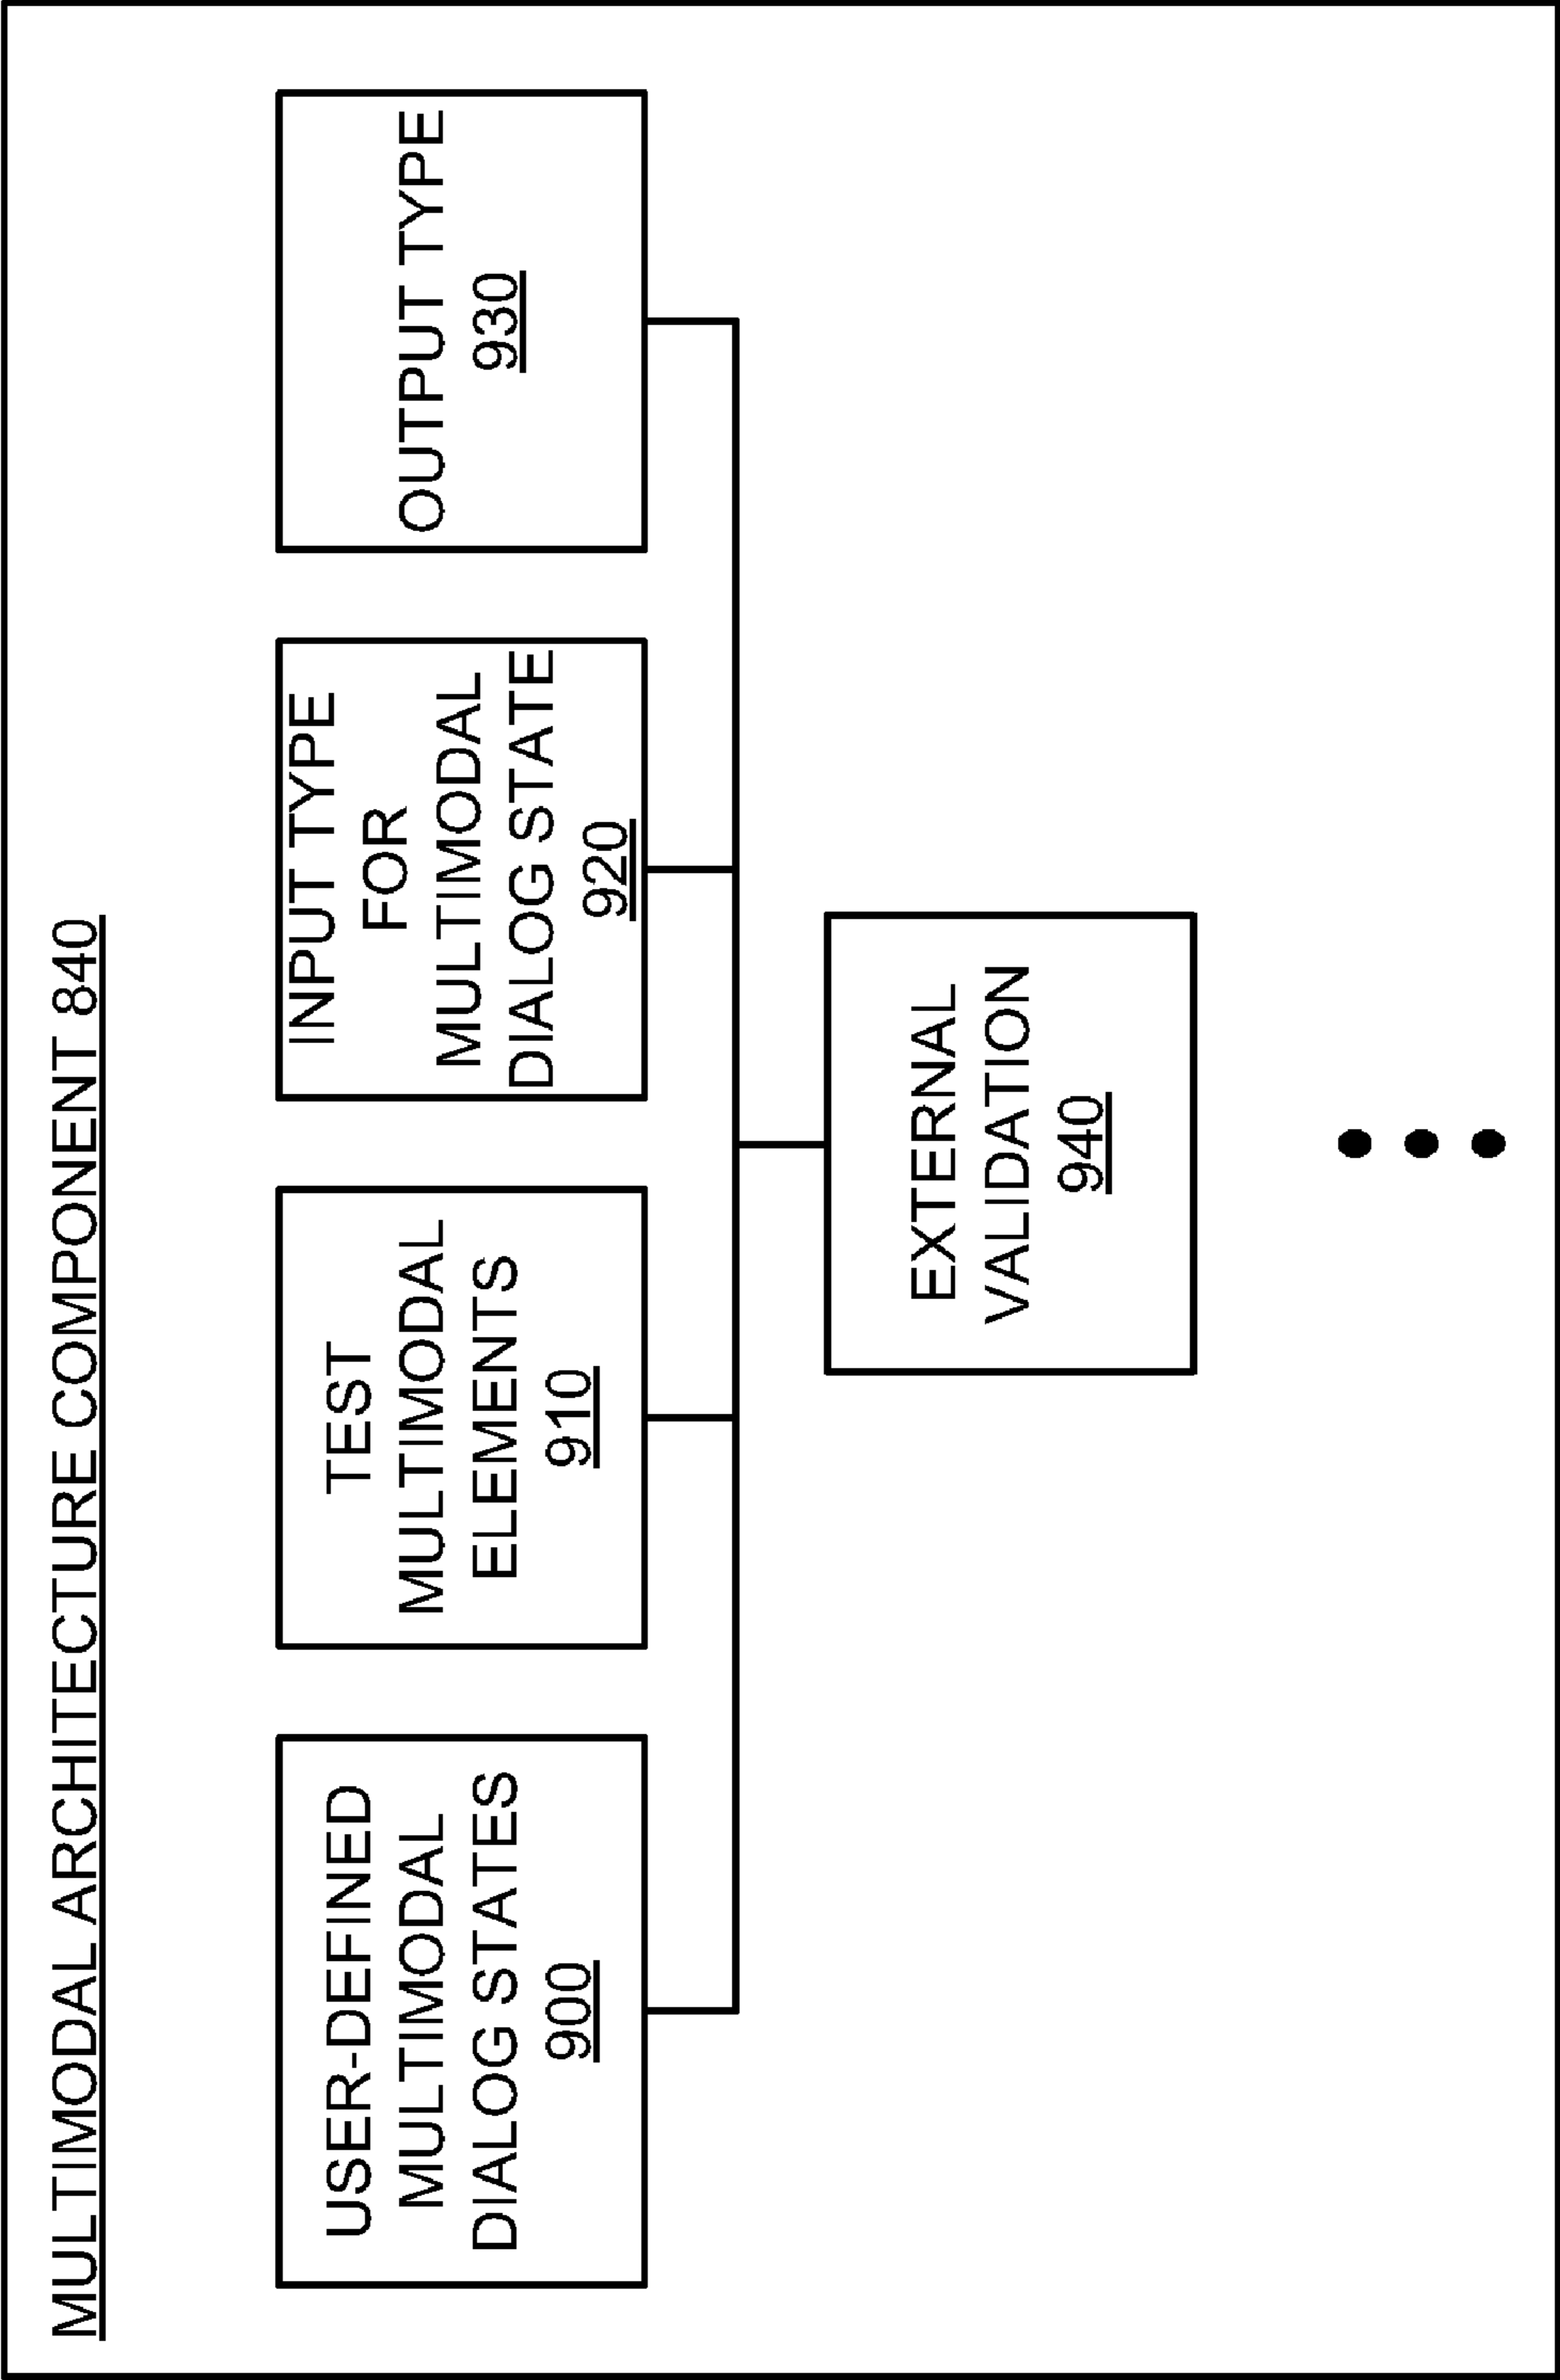 MULTIMODAL ARCHITECTURE COMPONENT 840
USER-DEFINED
MULTIMODAL
DIALOG STATES
900
TEST
MULTIMODAL
ELEMENTS
910
INPUT TYPE
FOR
MULTIMODAL
DIALOG STATE
920
OUTPUT TYPE
930
EXTERNAL
VALIDATION
940